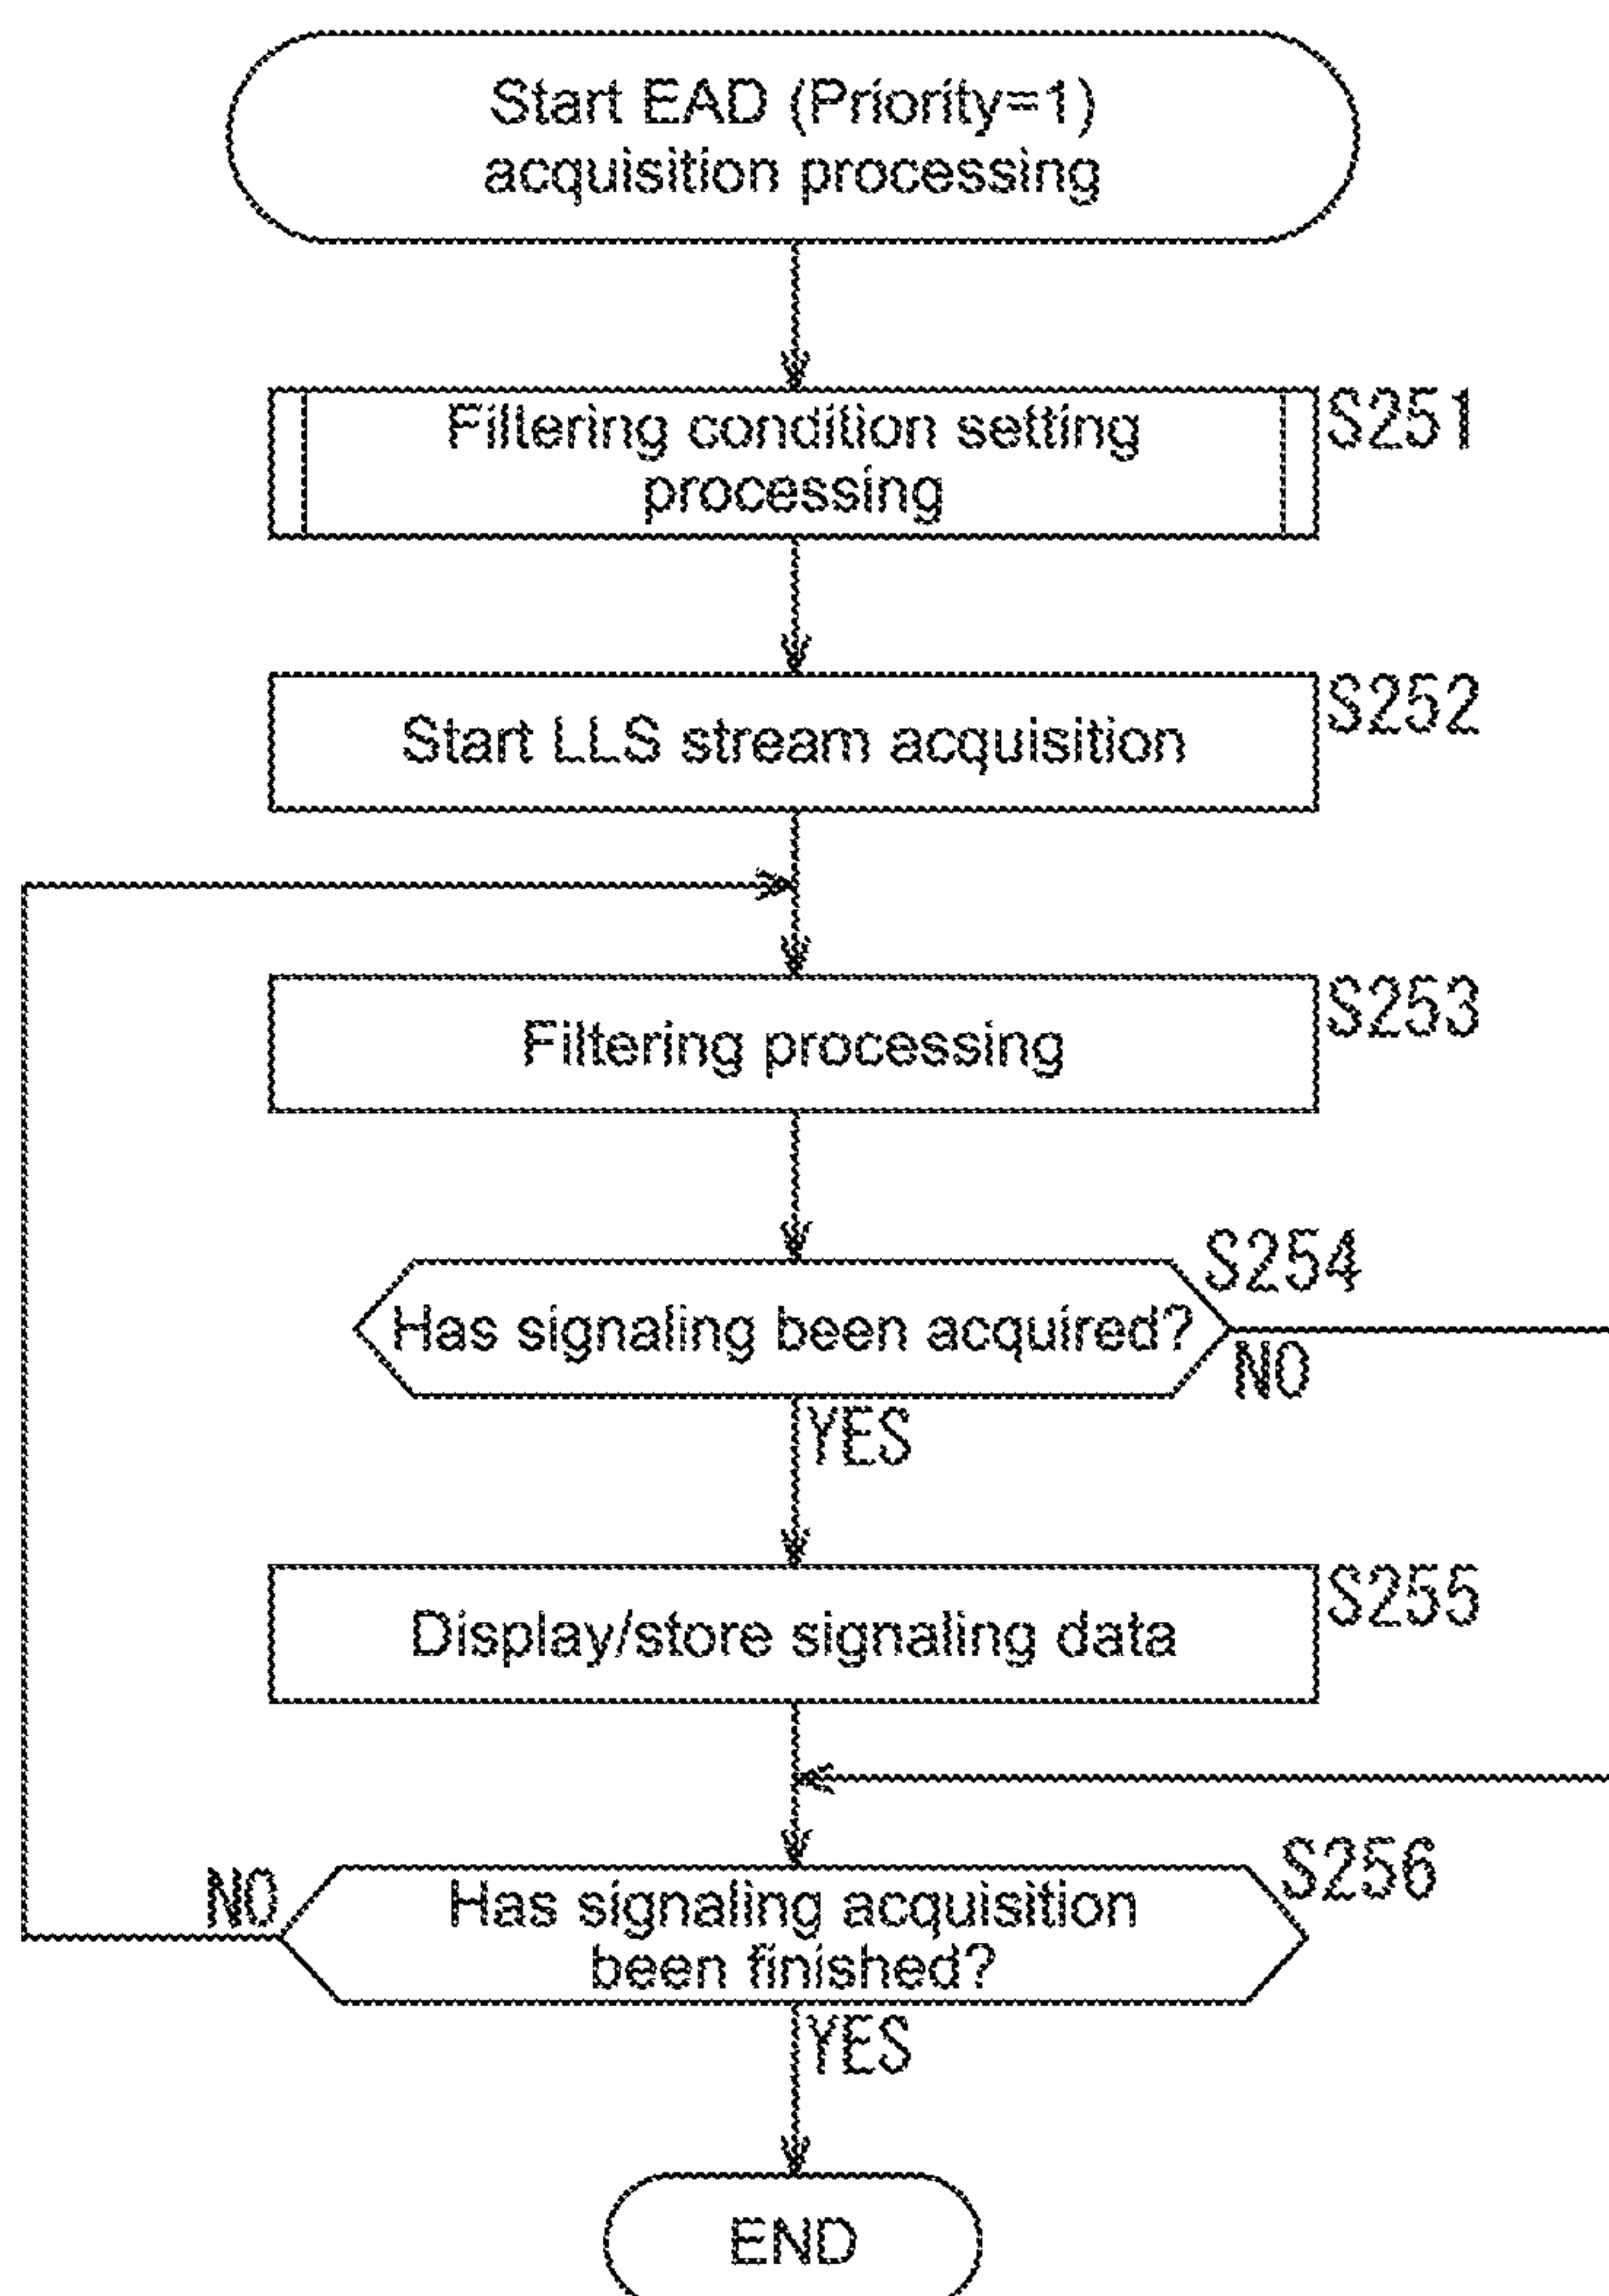 Start EAD (Priority=1)
acquisition processing
Filtering condition setting
processing
S251
Start LLS stream acquisition
S252
Filtering processing
S253
Has signaling been acquired?
S254
NO
YES
Display/store signaling data
S255
Has signaling acquisition
been finished?
S256
NO
YES
END